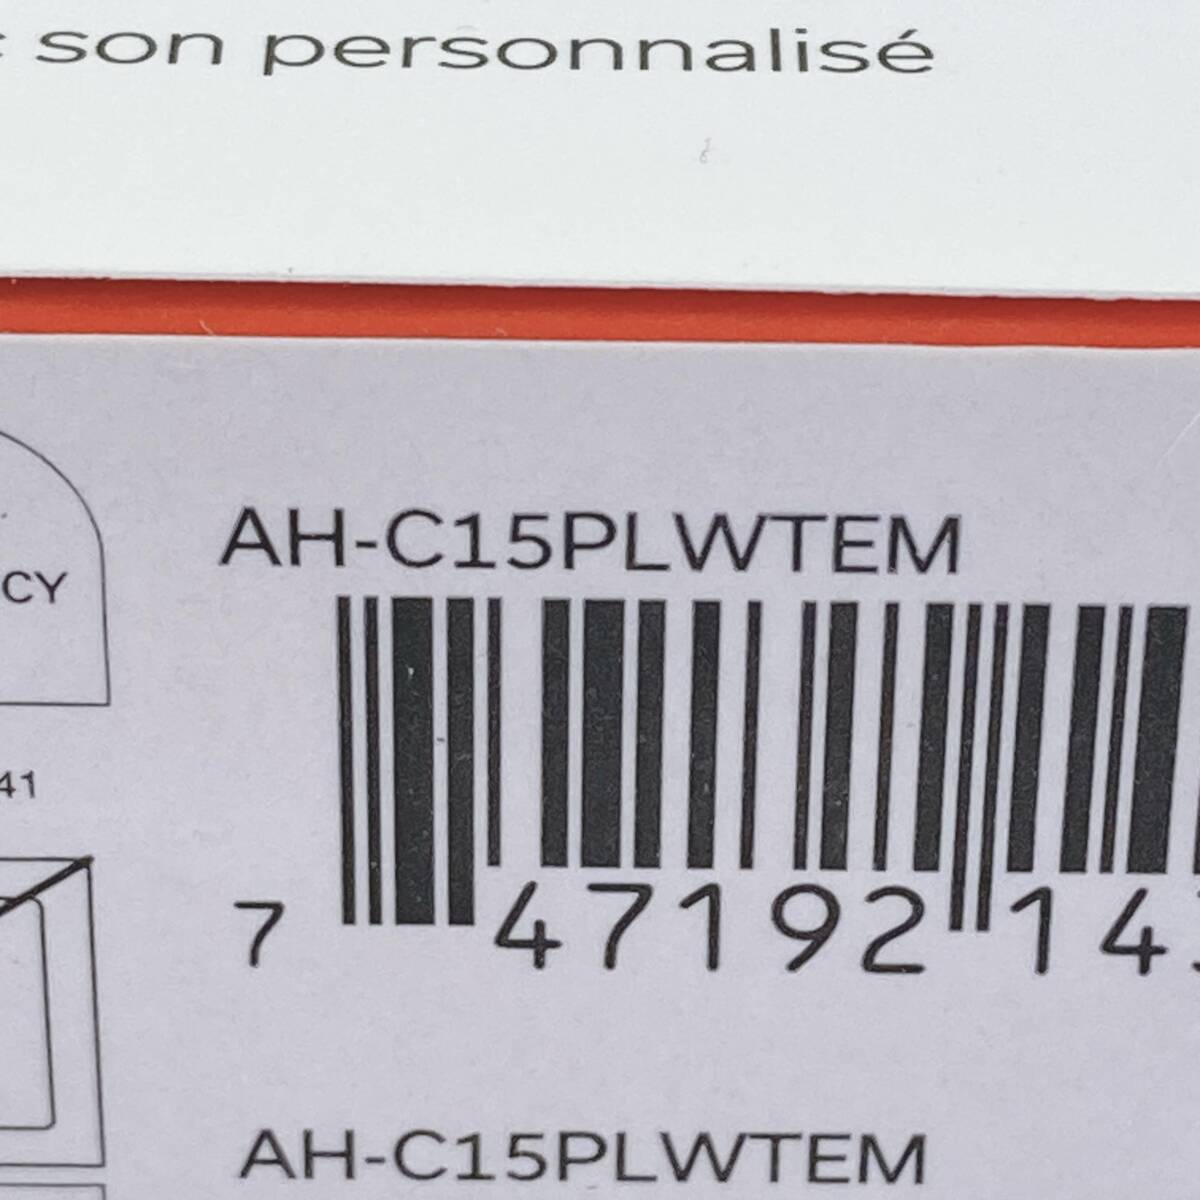 son personnalisé
AH-C15PLWTEM
CY
41
7 47192 14
AH-C15PLWTEM